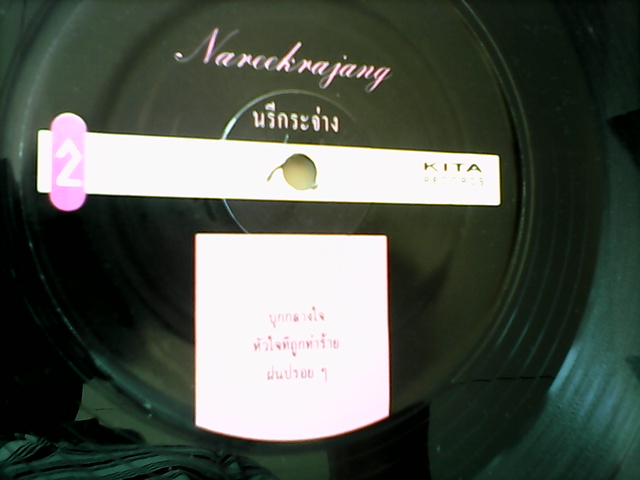 Nareekrajang
นรีกระจ่าง
2
KITA
RECORDS
บุกกลางใจ
หัวใจที่ถูกทำร้าย
ฝนปรอย ๆ